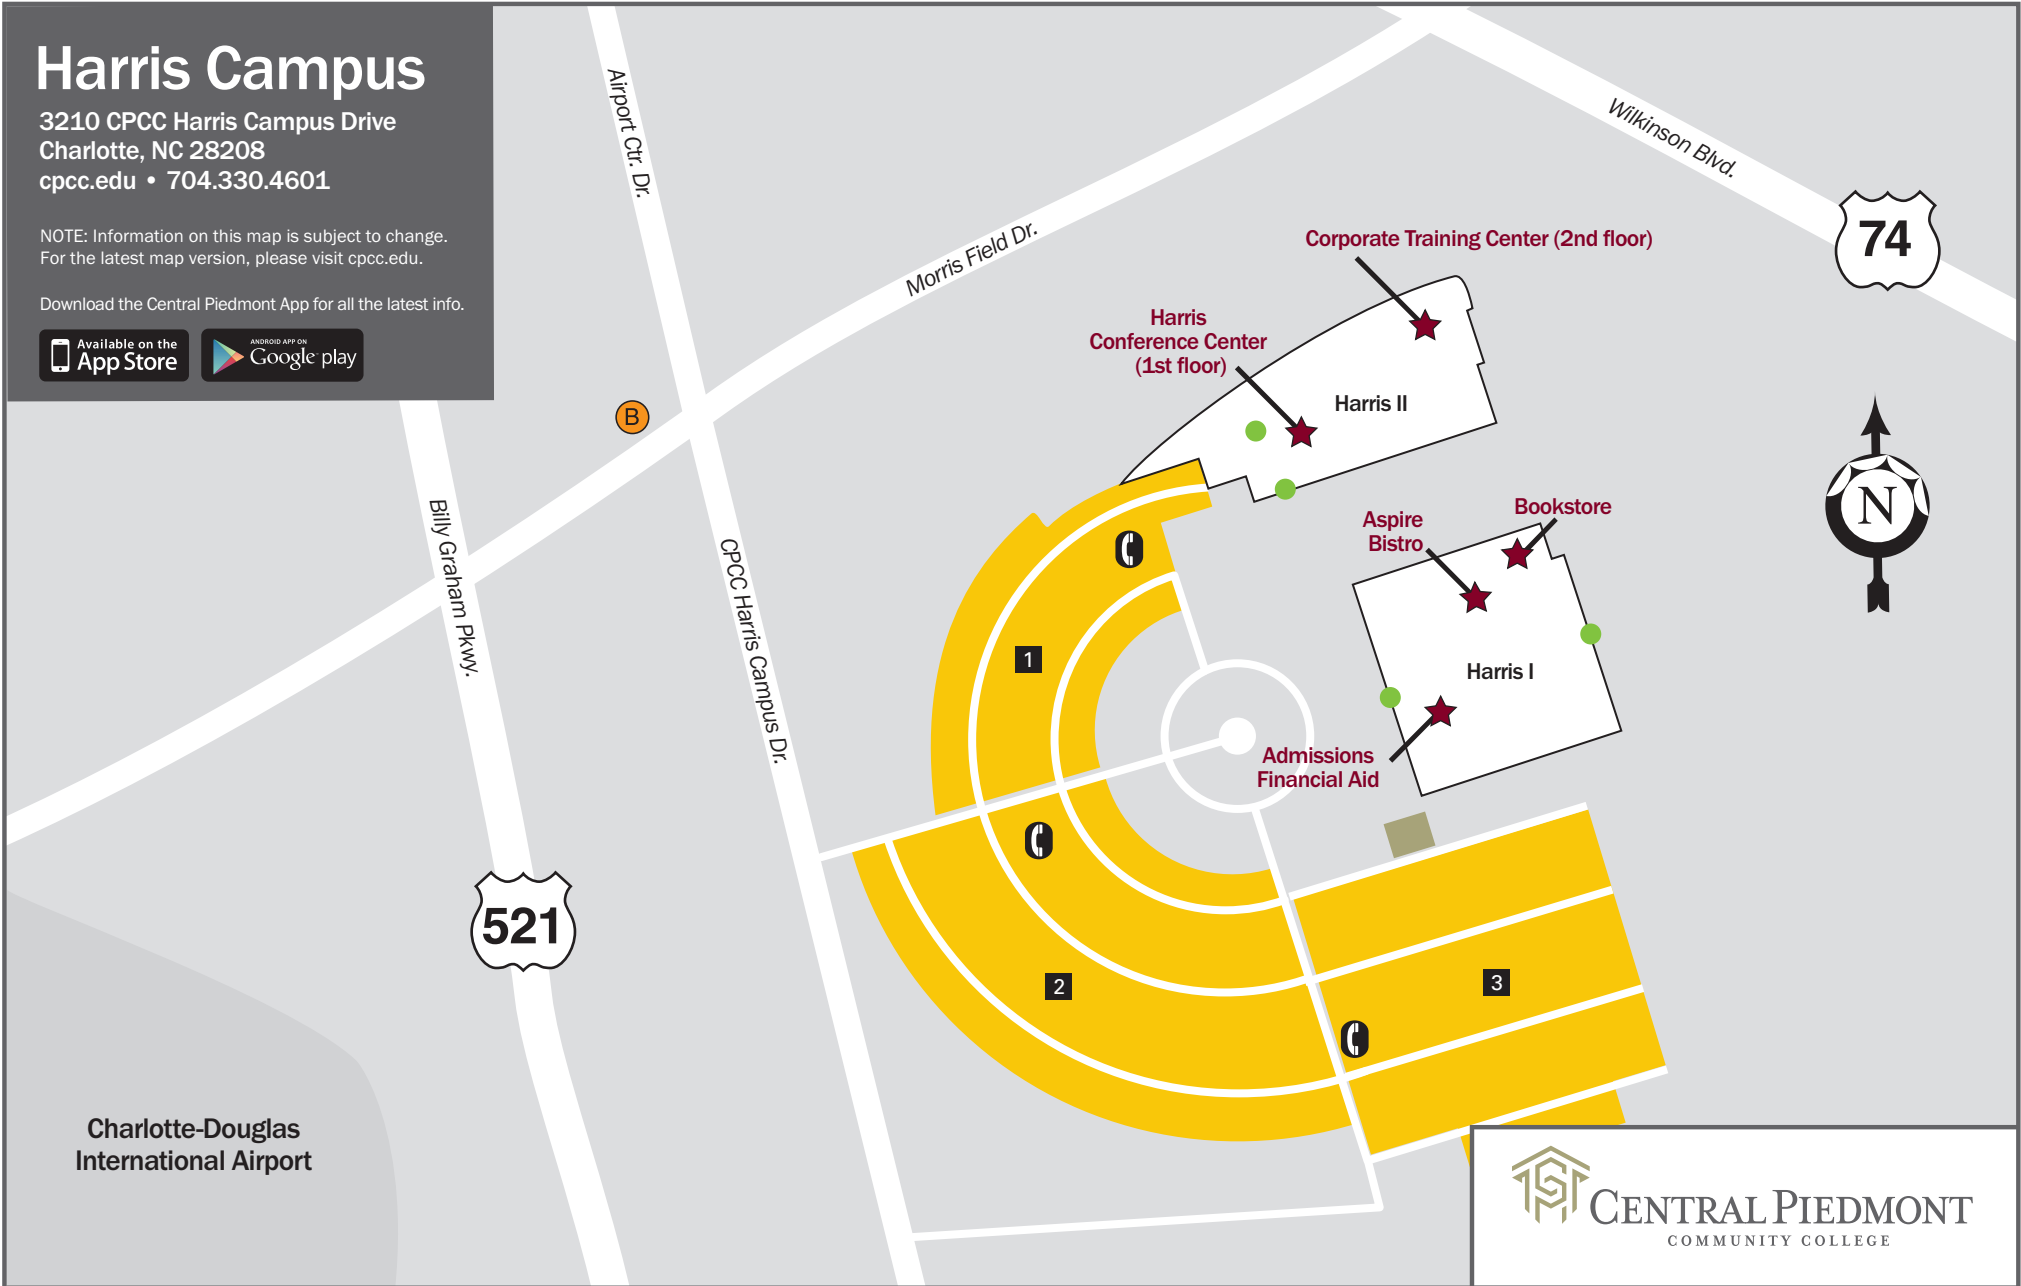 Harris Campus
3210 CPCC Harris Campus Drive
Charlotte, NC 28208
cpcc.edu • 704.330.4601
NOTE: Information on this map is subject to change.
For the latest map version, please visit cpcc.edu.
Download the Central Piedmont App for all the latest info.
Available on the
App Store
ANDROID APP ON
Google play
Airport Ctr. Dr.
Wilkinson Blvd.
74
Morris Field Dr.
Corporate Training Center (2nd floor)
Harris
Conference Center
(1st floor)
Harris II
B
N
Billy Graham Pkwy.
CPCC Harris Campus Dr.
Bookstore
Aspire
Bistro
1
Harris I
Admissions
Financial Aid
521
2
3
Charlotte-Douglas
International Airport
CENTRAL PIEDMONT
COMMUNITY COLLEGE